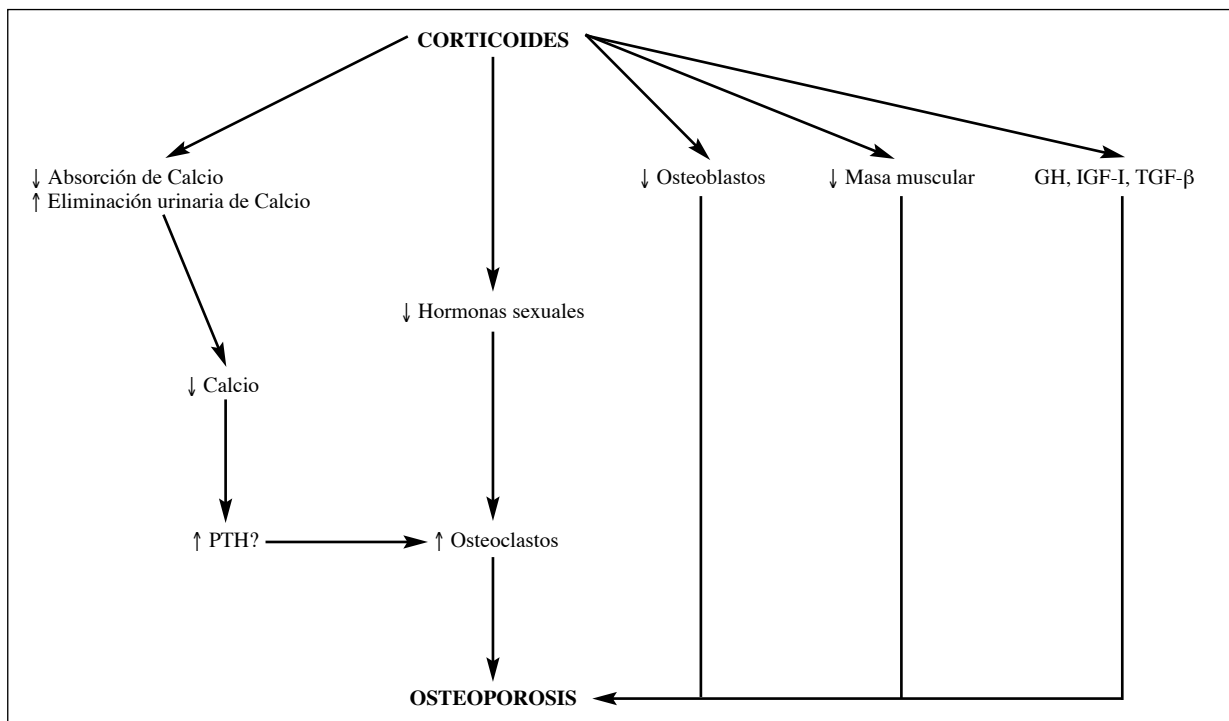 CORTICOIDES
↓ Absorción de Calcio
↑ Eliminación urinaria de Calcio
↓ Osteoblastos
↓ Masa muscular
GH, IGF-I, TGF-β
↓ Hormonas sexuales
↓ Calcio
↑ PTH?
↑ Osteoclastos
OSTEOPOROSIS